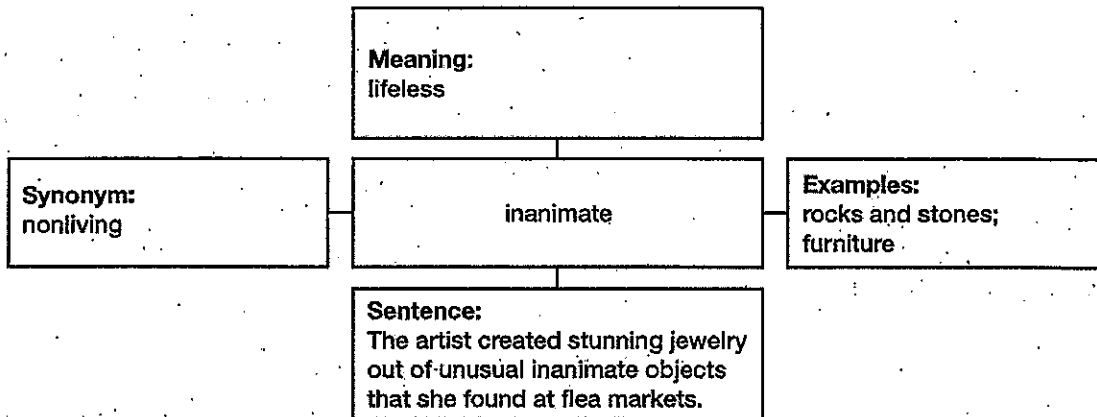 Meaning:
lifeless
Synonym:
nonliving
inanimate
Examples:
rocks and stones;
furniture
Sentence:
The artist created stunning jewelry
out of unusual inanimate objects
that she found at flea markets.